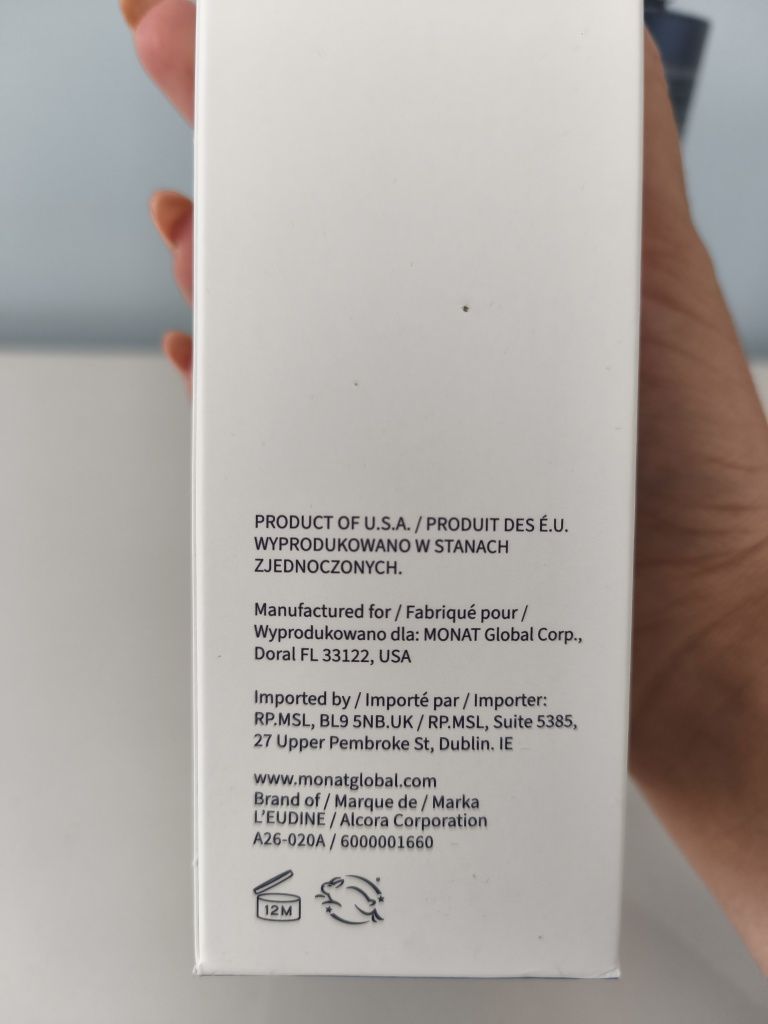 PRODUCT OF U.S.A. / PRODUIT DES É.U.
WYPRODUKOWANO W STANACH
ZJEDNOCZONYCH.
Manufactured for / Fabriqué pour /
Wyprodukowano dla: MONAT Global Corp.,
Doral FL 33122, USA
Imported by / Importé par / Importer:
RP.MSL, BL9 5NB.UK / RP.MSL, Suite 5385,
27 Upper Pembroke St, Dublin. IE
www.monatglobal.com
Brand of / Marque de / Marka
L'EUDINE / Alcora Corporation
A26-020A / 6000001660
12M